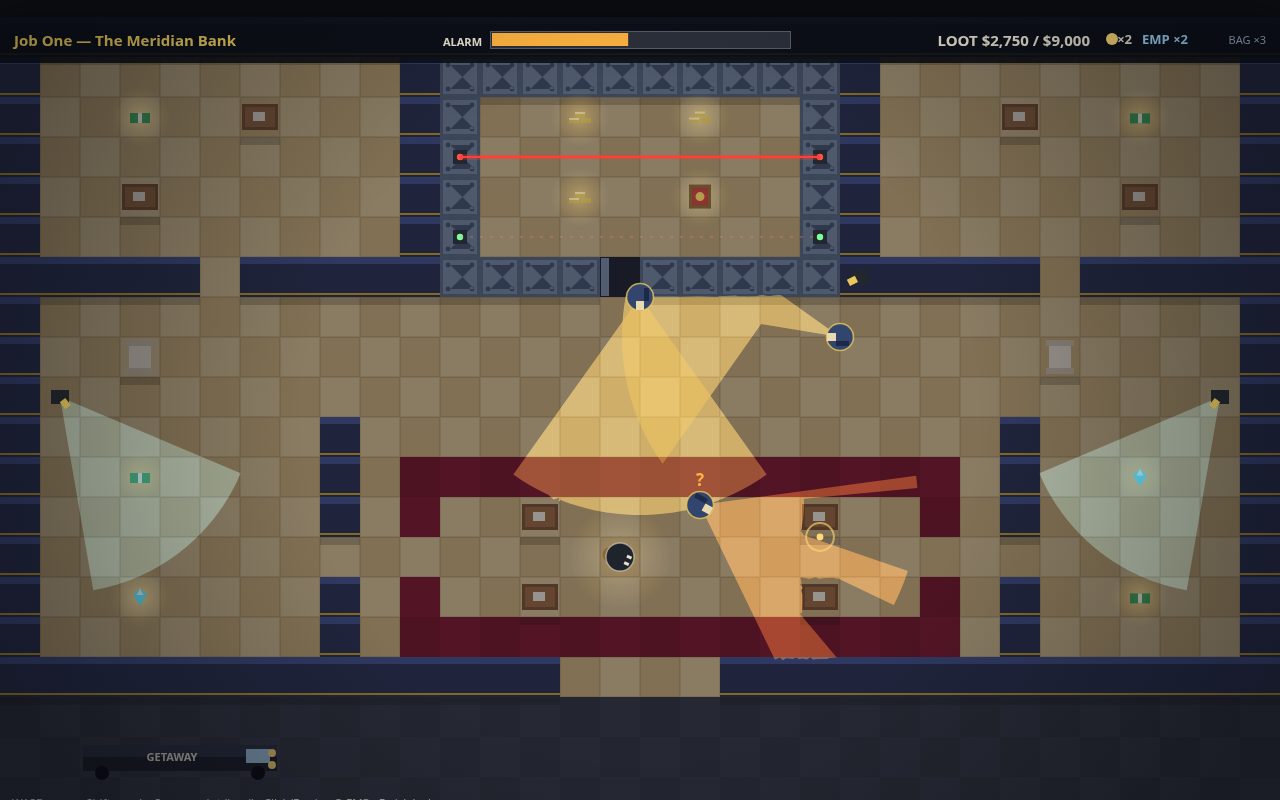 Job One — The Meridian Bank
ALARM
LOOT $2,750 / $9,000
×2
EMP ×2
BAG ×3
?
GETAWAY